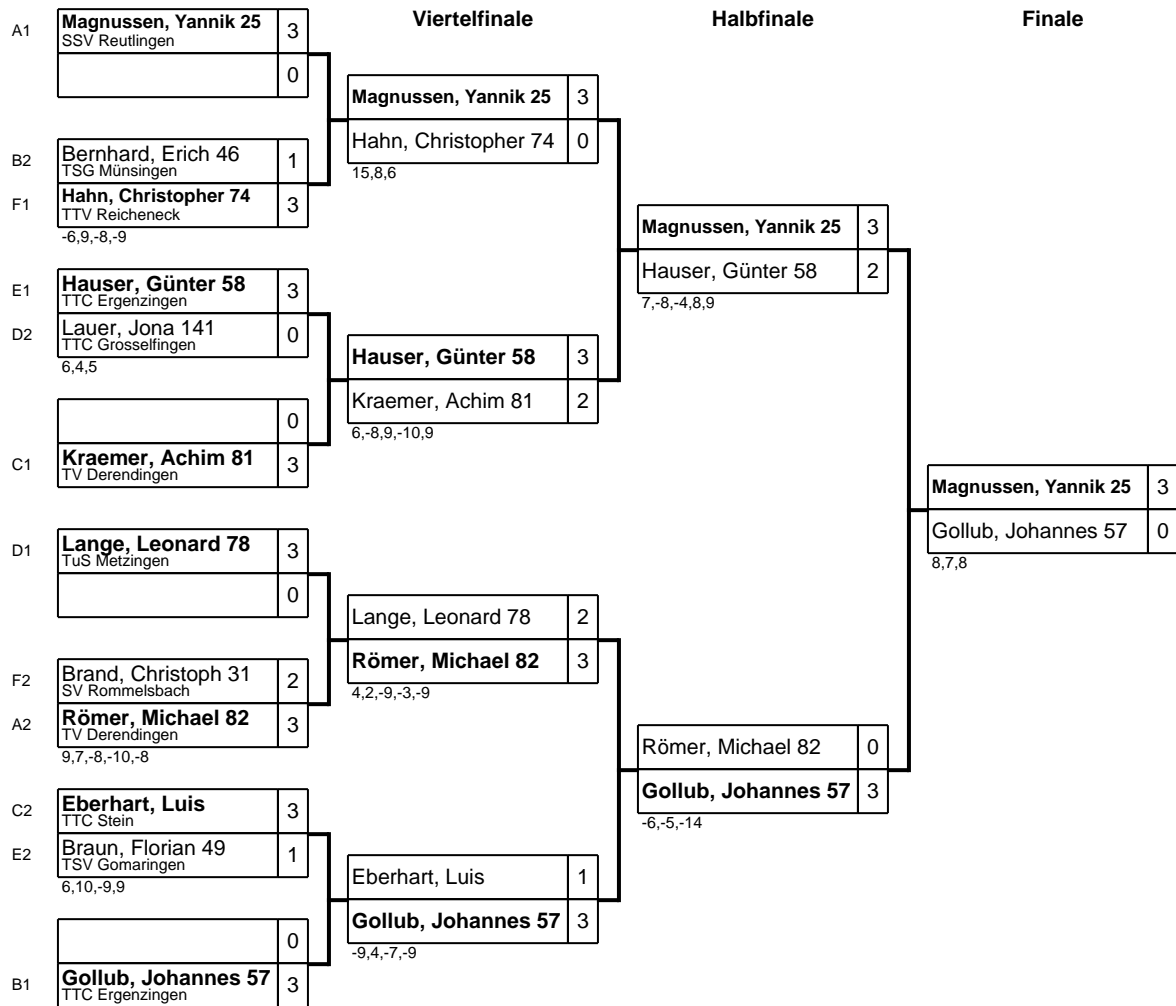 Viertelfinale
Halbfinale
Finale
A1
Magnussen, Yannik 25
3
SSV Reutlingen
0
B2
Bernhard, Erich 46
1
TSG Münsingen
F1
Hahn, Christopher 74
3
TTV Reicheneck
-6,9,-8,-9
E1
Hauser, Günter 58
3
TTC Ergenzingen
D2
Lauer, Jona 141
0
TTC Grosselfingen
6,4,5
0
C1
Kraemer, Achim 81
3
TV Derendingen
D1
Lange, Leonard 78
3
TuS Metzingen
0
F2
Brand, Christoph 31
2
SV Rommelsbach
A2
Römer, Michael 82
3
TV Derendingen
9,7,-8,-10,-8
C2
Eberhart, Luis
3
TTC Stein
E2
Braun, Florian 49
1
TSV Gomaringen
6,10,-9,9
0
B1
Gollub, Johannes 57
3
TTC Ergenzingen
Magnussen, Yannik 25
3
Hahn, Christopher 74
0
15,8,6
Hauser, Günter 58
3
Kraemer, Achim 81
2
6,-8,9,-10,9
Lange, Leonard 78
2
Römer, Michael 82
3
4,2,-9,-3,-9
Eberhart, Luis
1
Gollub, Johannes 57
3
-9,4,-7,-9
Magnussen, Yannik 25
3
Hauser, Günter 58
2
7,-8,-4,8,9
Römer, Michael 82
0
Gollub, Johannes 57
3
-6,-5,-14
Magnussen, Yannik 25
3
Gollub, Johannes 57
0
8,7,8